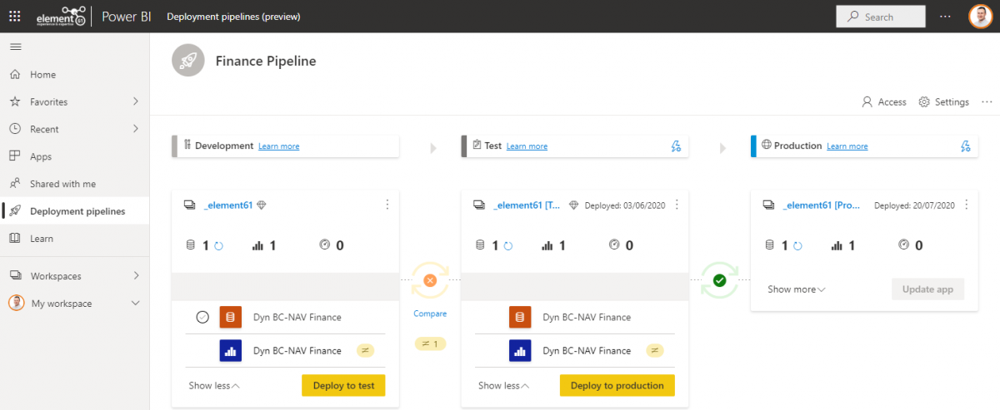 element61
experience & expertise
Power BI
Deployment pipelines (preview)
Search
Home
Favorites
Recent
Apps
Shared with me
Deployment pipelines
Learn
Workspaces
My workspace
Finance Pipeline
Access
Settings
Development Learn more
Test Learn more
Production Learn more
_element61
1 1 0
Dyn BC-NAV Finance
Dyn BC-NAV Finance ≠
Show less
Deploy to test
Compare
≠ 1
_element61 [T... Deployed: 03/06/2020
1 1 0
Dyn BC-NAV Finance
Dyn BC-NAV Finance ≠
Show less
Deploy to production
_element61 [Pro... Deployed: 20/07/2020
1 1 0
Show more
Update app